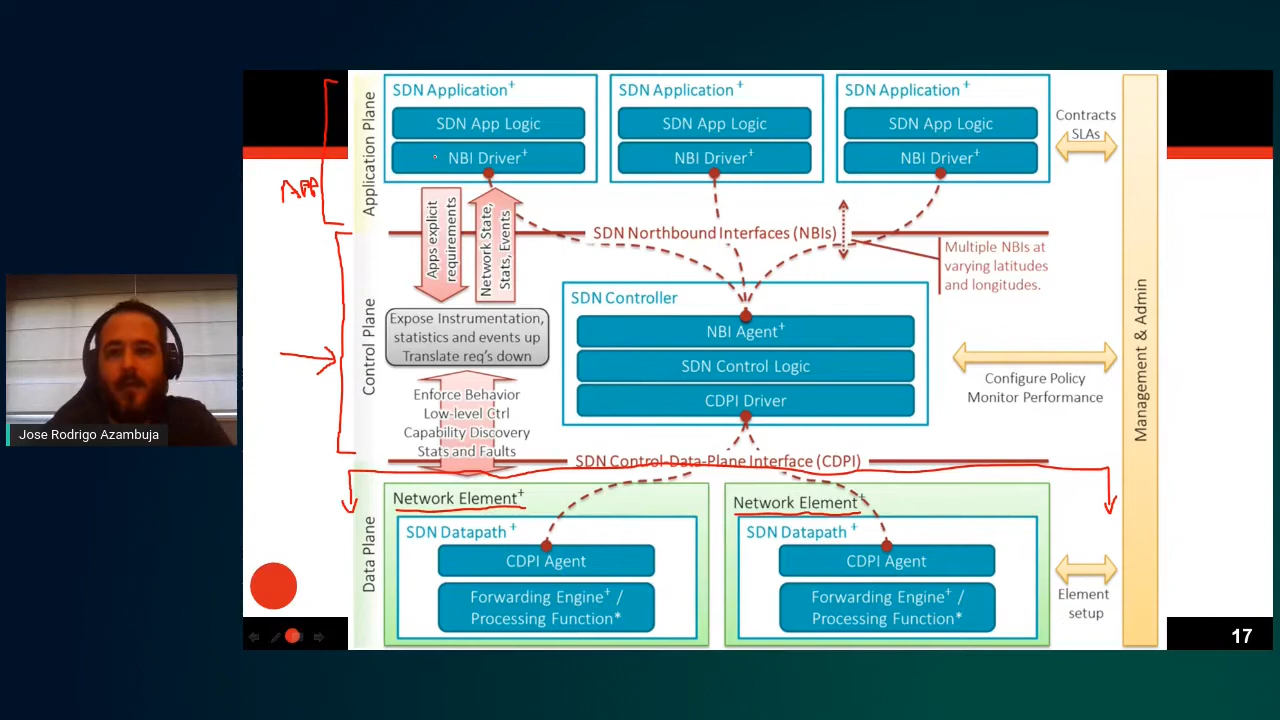 Application Plane
SDN Application+
SDN App Logic
NBI Driver+
SDN Application+
SDN App Logic
NBI Driver+
SDN Application+
SDN App Logic
NBI Driver+
Contracts
SLAs
APP
Apps explicit
requirements
Network State,
Stats, Events
SDN Northbound Interfaces (NBIs)
Multiple NBIs at
varying latitudes
and longitudes.
Control Plane
Expose Instrumentation,
statistics and events up
Translate req's down
SDN Controller
NBI Agent+
SDN Control Logic
CDPI Driver
Configure Policy
Monitor Performance
Management & Admin
Enforce Behavior
Low-level Ctrl
Capability Discovery
Stats and Faults
SDN Control-Data-Plane Interface (CDPI)
Data Plane
Network Element+
SDN Datapath+
CDPI Agent
Forwarding Engine+ /
Processing Function*
Network Element+
SDN Datapath+
CDPI Agent
Forwarding Engine+ /
Processing Function*
Element
setup
Jose Rodrigo Azambuja
17